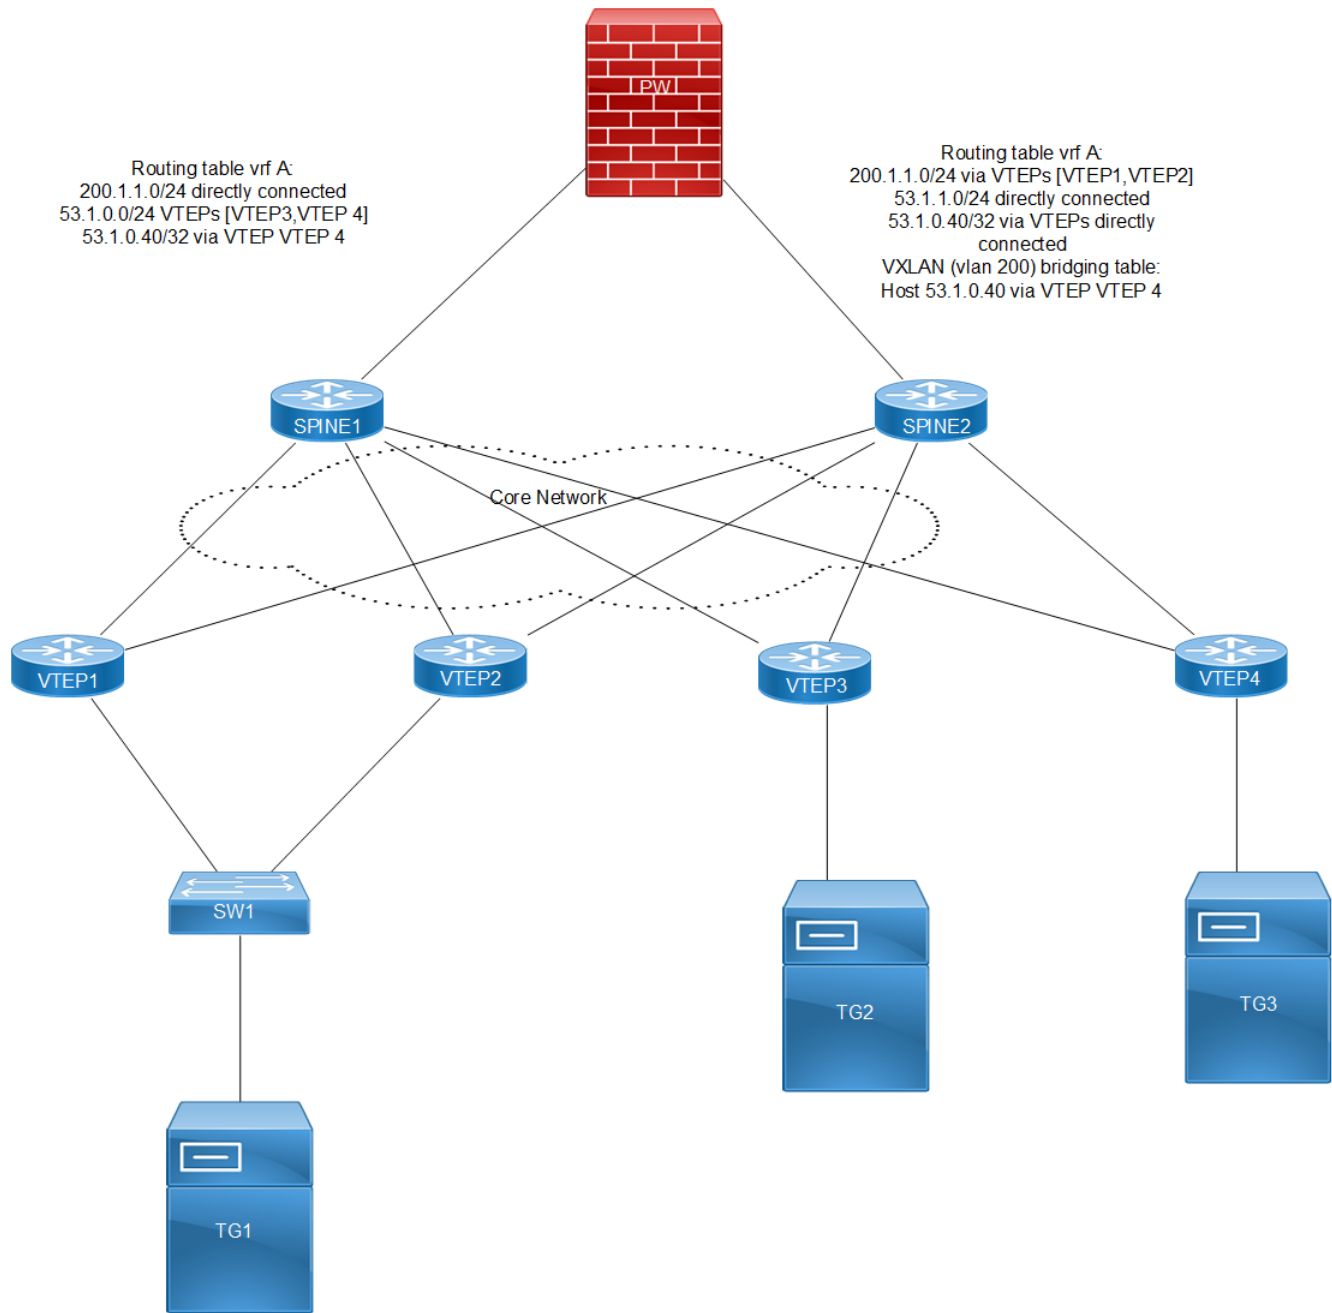 PW
Routing table vrf A:
200.1.1.0/24 directly connected
53.1.0.0/24 VTEPs [VTEP3,VTEP 4]
53.1.0.40/32 via VTEP VTEP 4
Routing table vrf A:
200.1.1.0/24 via VTEPs [VTEP1,VTEP2]
53.1.1.0/24 directly connected
53.1.0.40/32 via VTEPs directly
connected
VXLAN (vlan 200) bridging table:
Host 53.1.0.40 via VTEP VTEP 4
SPINE1
SPINE2
Core Network
VTEP1
VTEP2
VTEP3
VTEP4
SW1
TG2
TG3
TG1